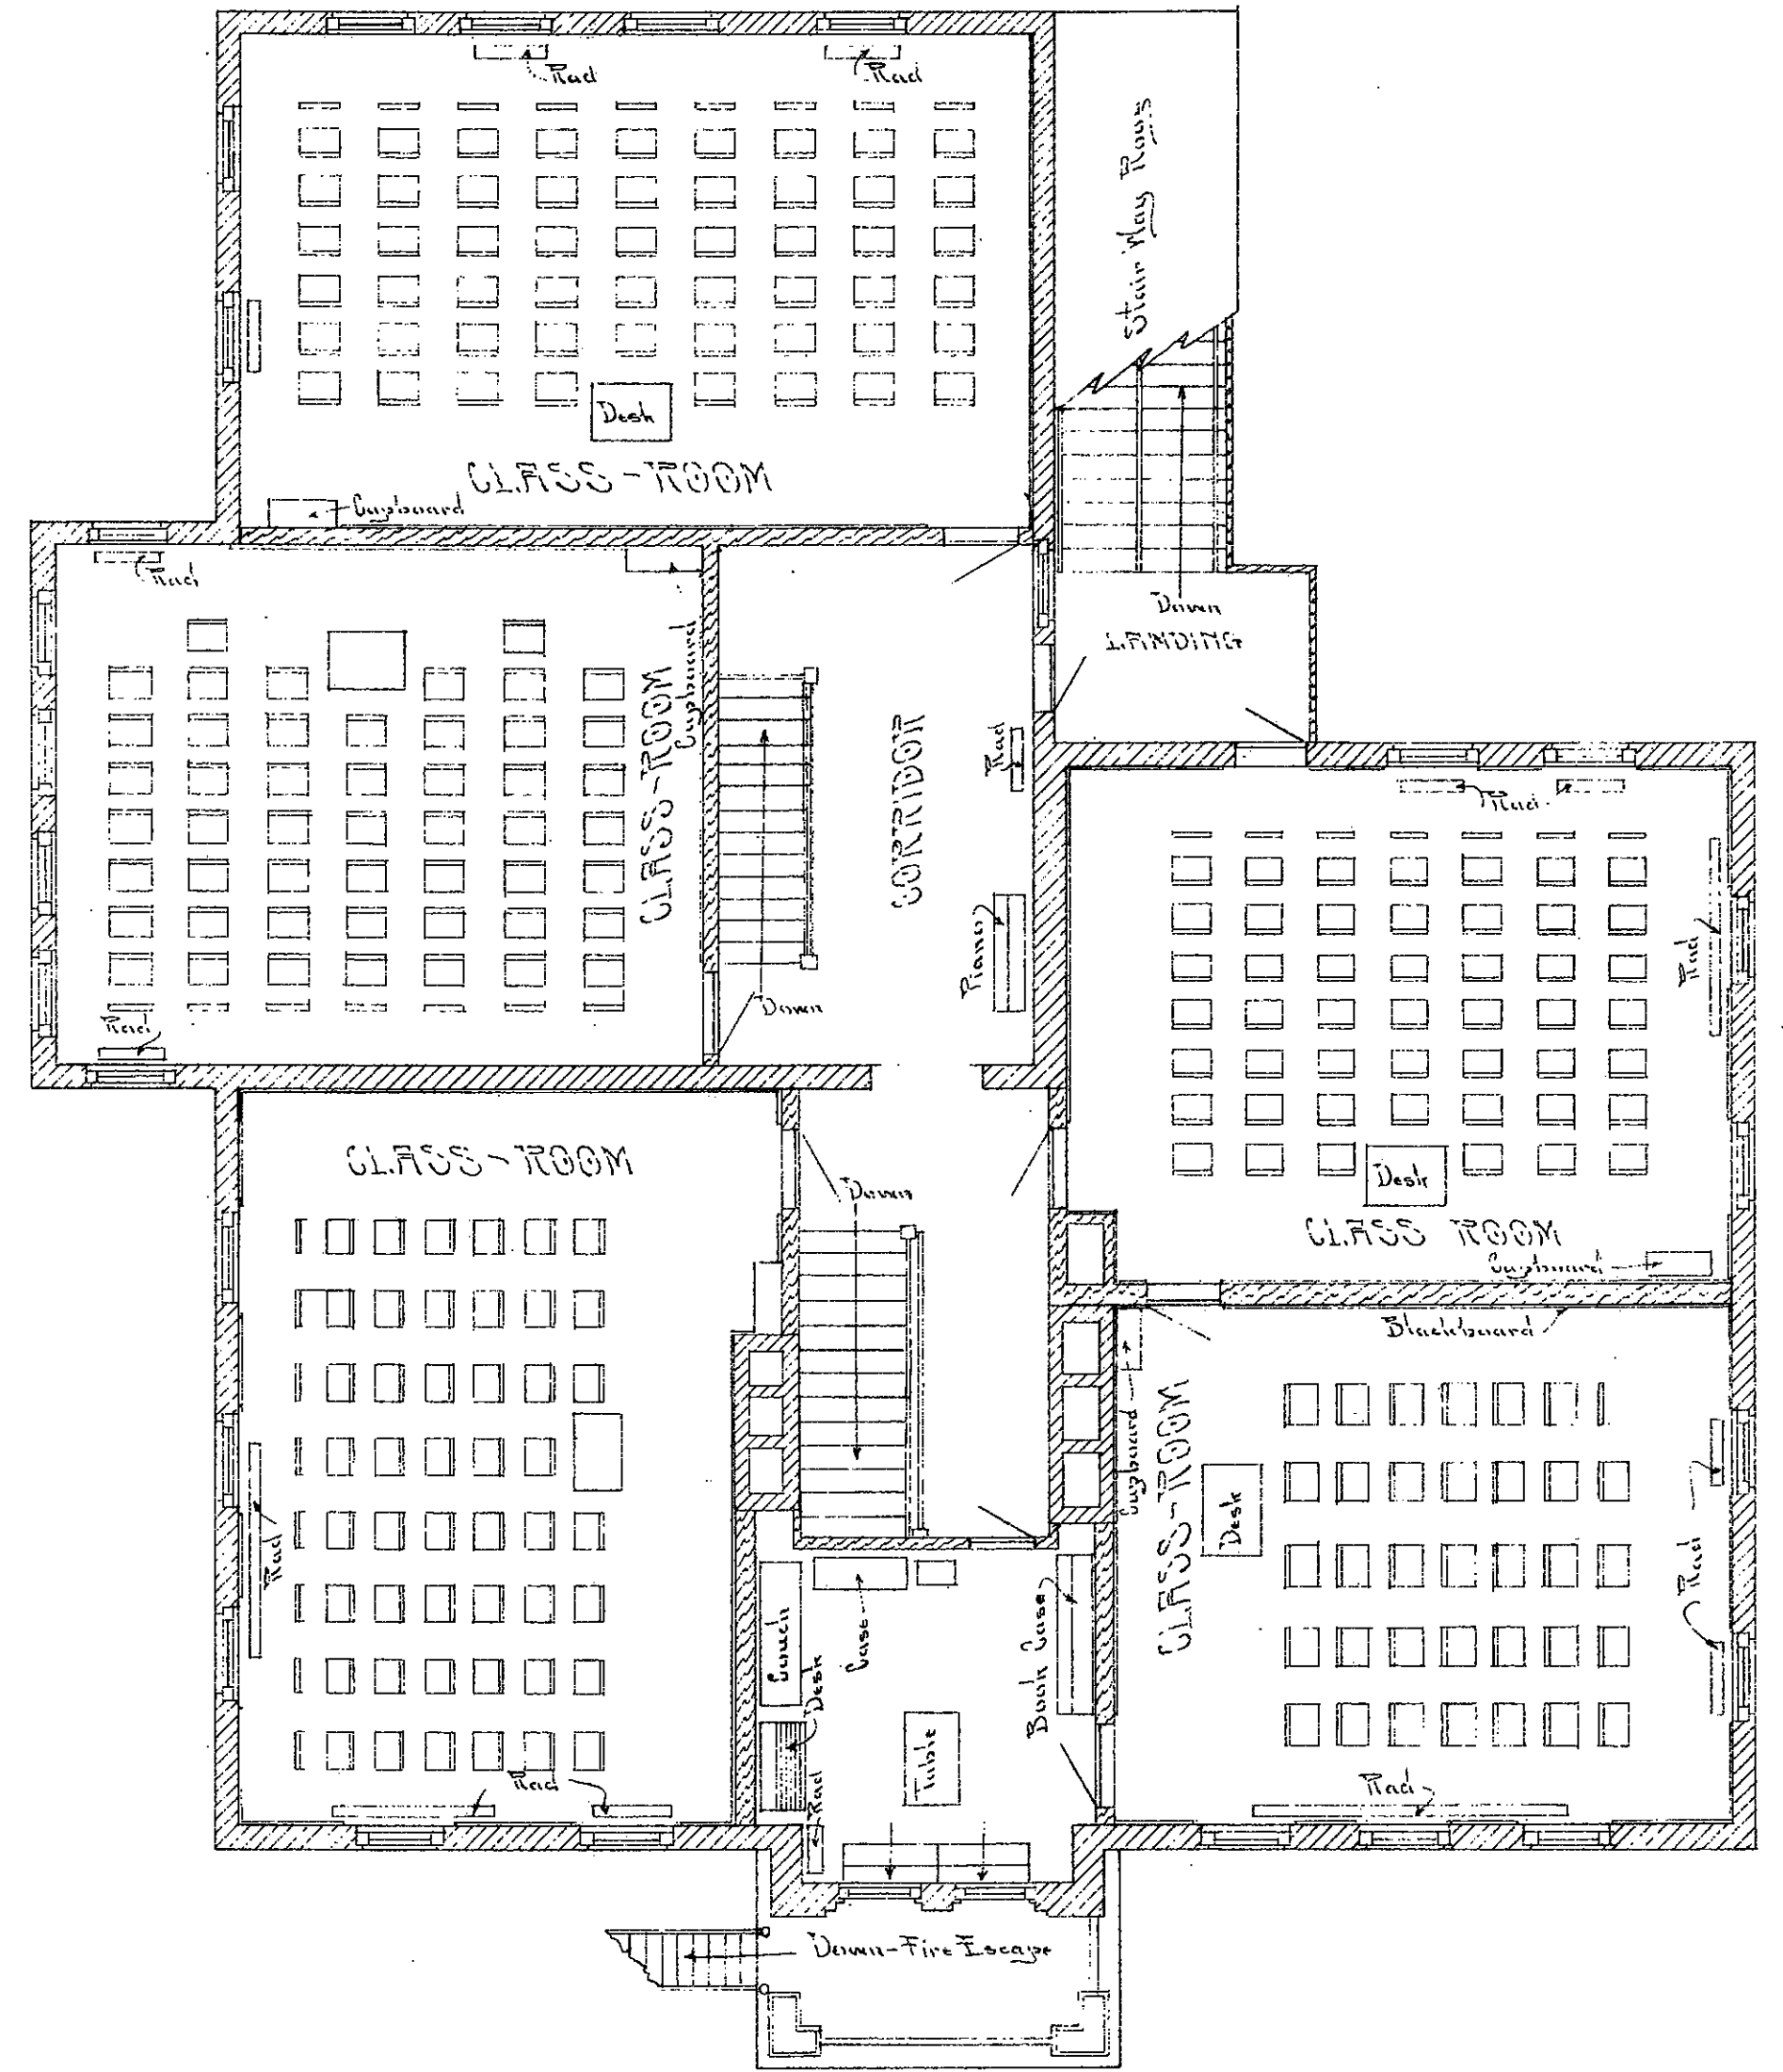 Rad
Rad
Stair Way Roof
Desk
CLASS-ROOM
Cupboard
Rad
Down
LANDING
Cupboard
CLASS-ROOM
CORRIDOR
Rad
Rad
Rad
Piano
Down
Rad
Desk
CLASS ROOM
Cupboard
CLASS-ROOM
Down
Blackboard
Cupboard
CLASS-ROOM
Desk
Rad
Rad
Couch
Case
Book Case
Desk
Table
Rad
Rad
Rad
Down-Fire Escape